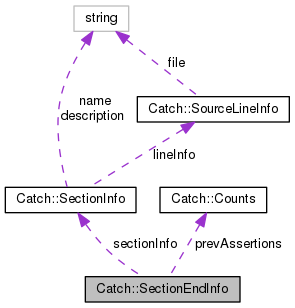 string
file
name
description
Catch::SourceLineInfo
lineInfo
Catch::SectionInfo
Catch::Counts
sectionInfo
prevAssertions
Catch::SectionEndInfo